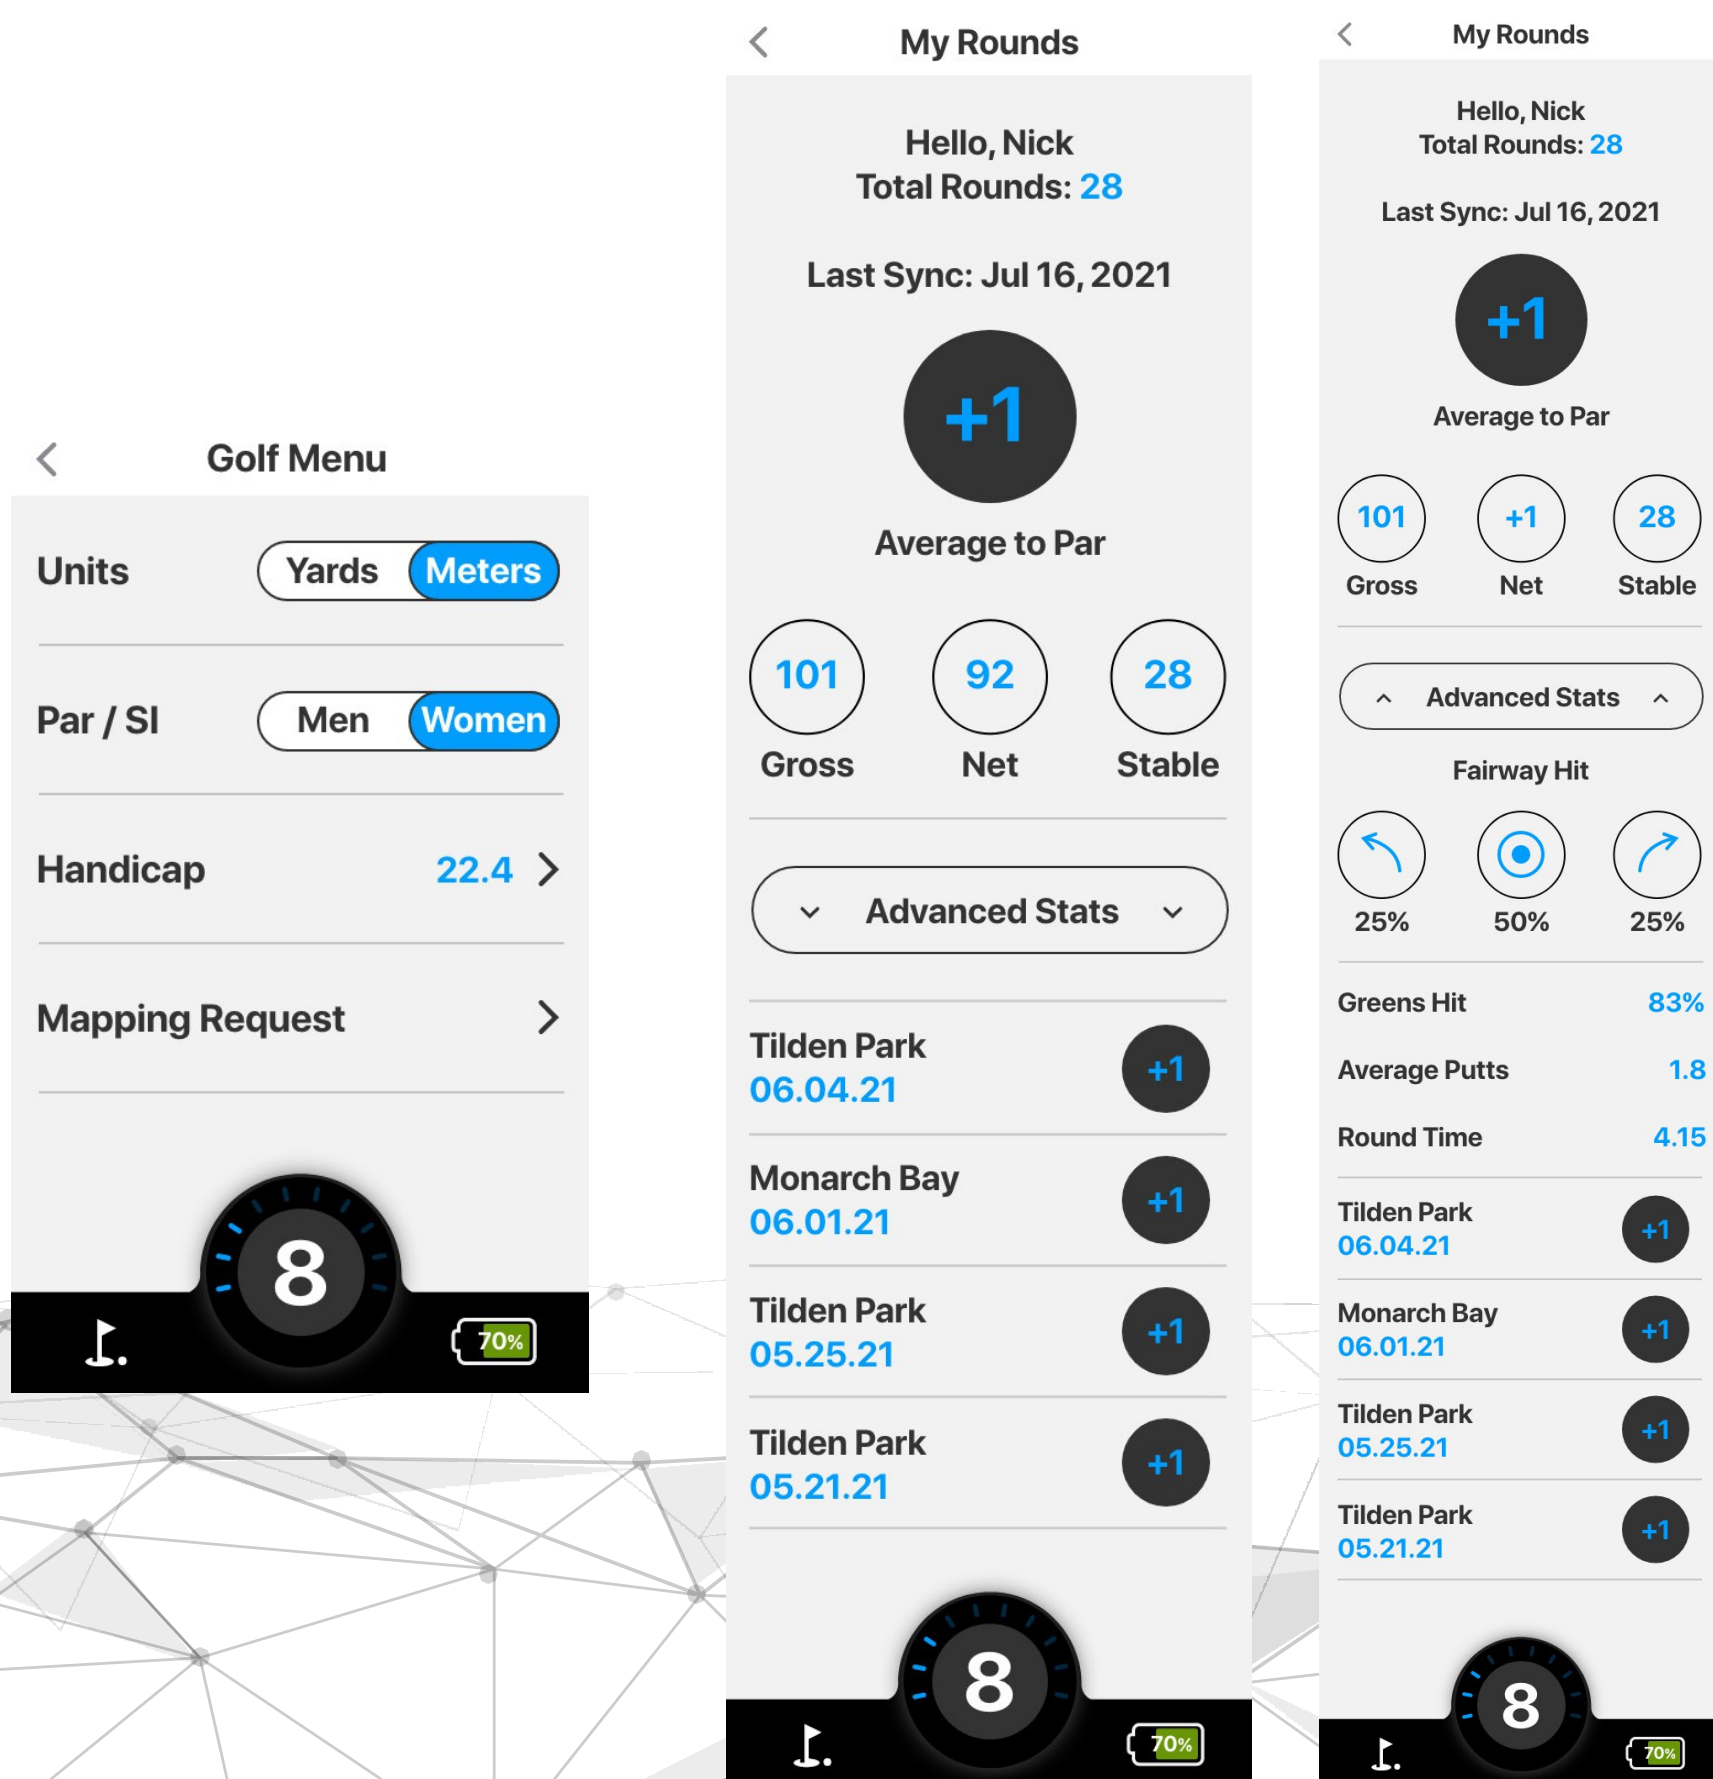 Golf Menu
Units Yards Meters
Par / SI Men Women
Handicap 22.4
Mapping Request
8
70%
My Rounds
Hello, Nick
Total Rounds: 28
Last Sync: Jul 16, 2021
+1
Average to Par
101 92 28
Gross Net Stable
Advanced Stats
Tilden Park
06.04.21
+1
Monarch Bay
06.01.21
+1
Tilden Park
05.25.21
+1
Tilden Park
05.21.21
+1
8
70%
My Rounds
Hello, Nick
Total Rounds: 28
Last Sync: Jul 16, 2021
+1
Average to Par
101 +1 28
Gross Net Stable
Advanced Stats
Fairway Hit
25% 50% 25%
Greens Hit 83%
Average Putts 1.8
Round Time 4.15
Tilden Park
06.04.21
+1
Monarch Bay
06.01.21
+1
Tilden Park
05.25.21
+1
Tilden Park
05.21.21
+1
8
70%